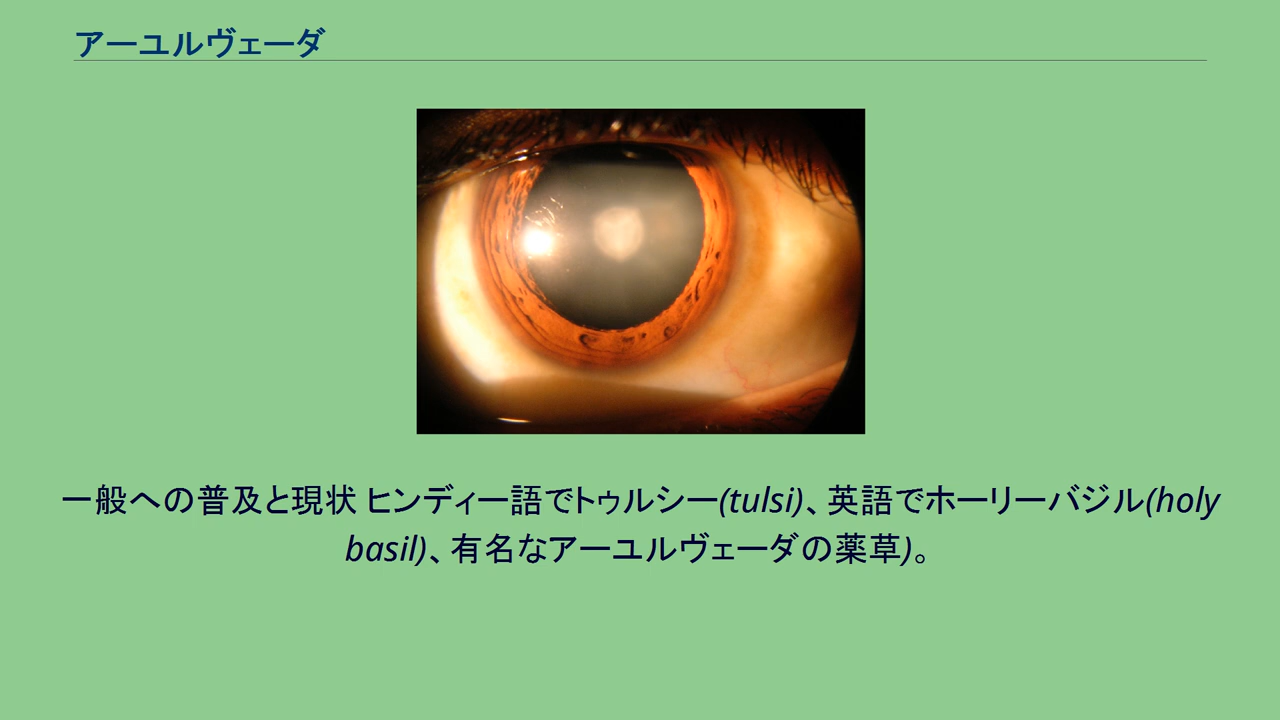 アーユルヴェーダ
一般への普及と現状 ヒンディー語でトゥルシー(tulsi)、英語でホーリーバジル(holy
basil)、有名なアーユルヴェーダの薬草)。